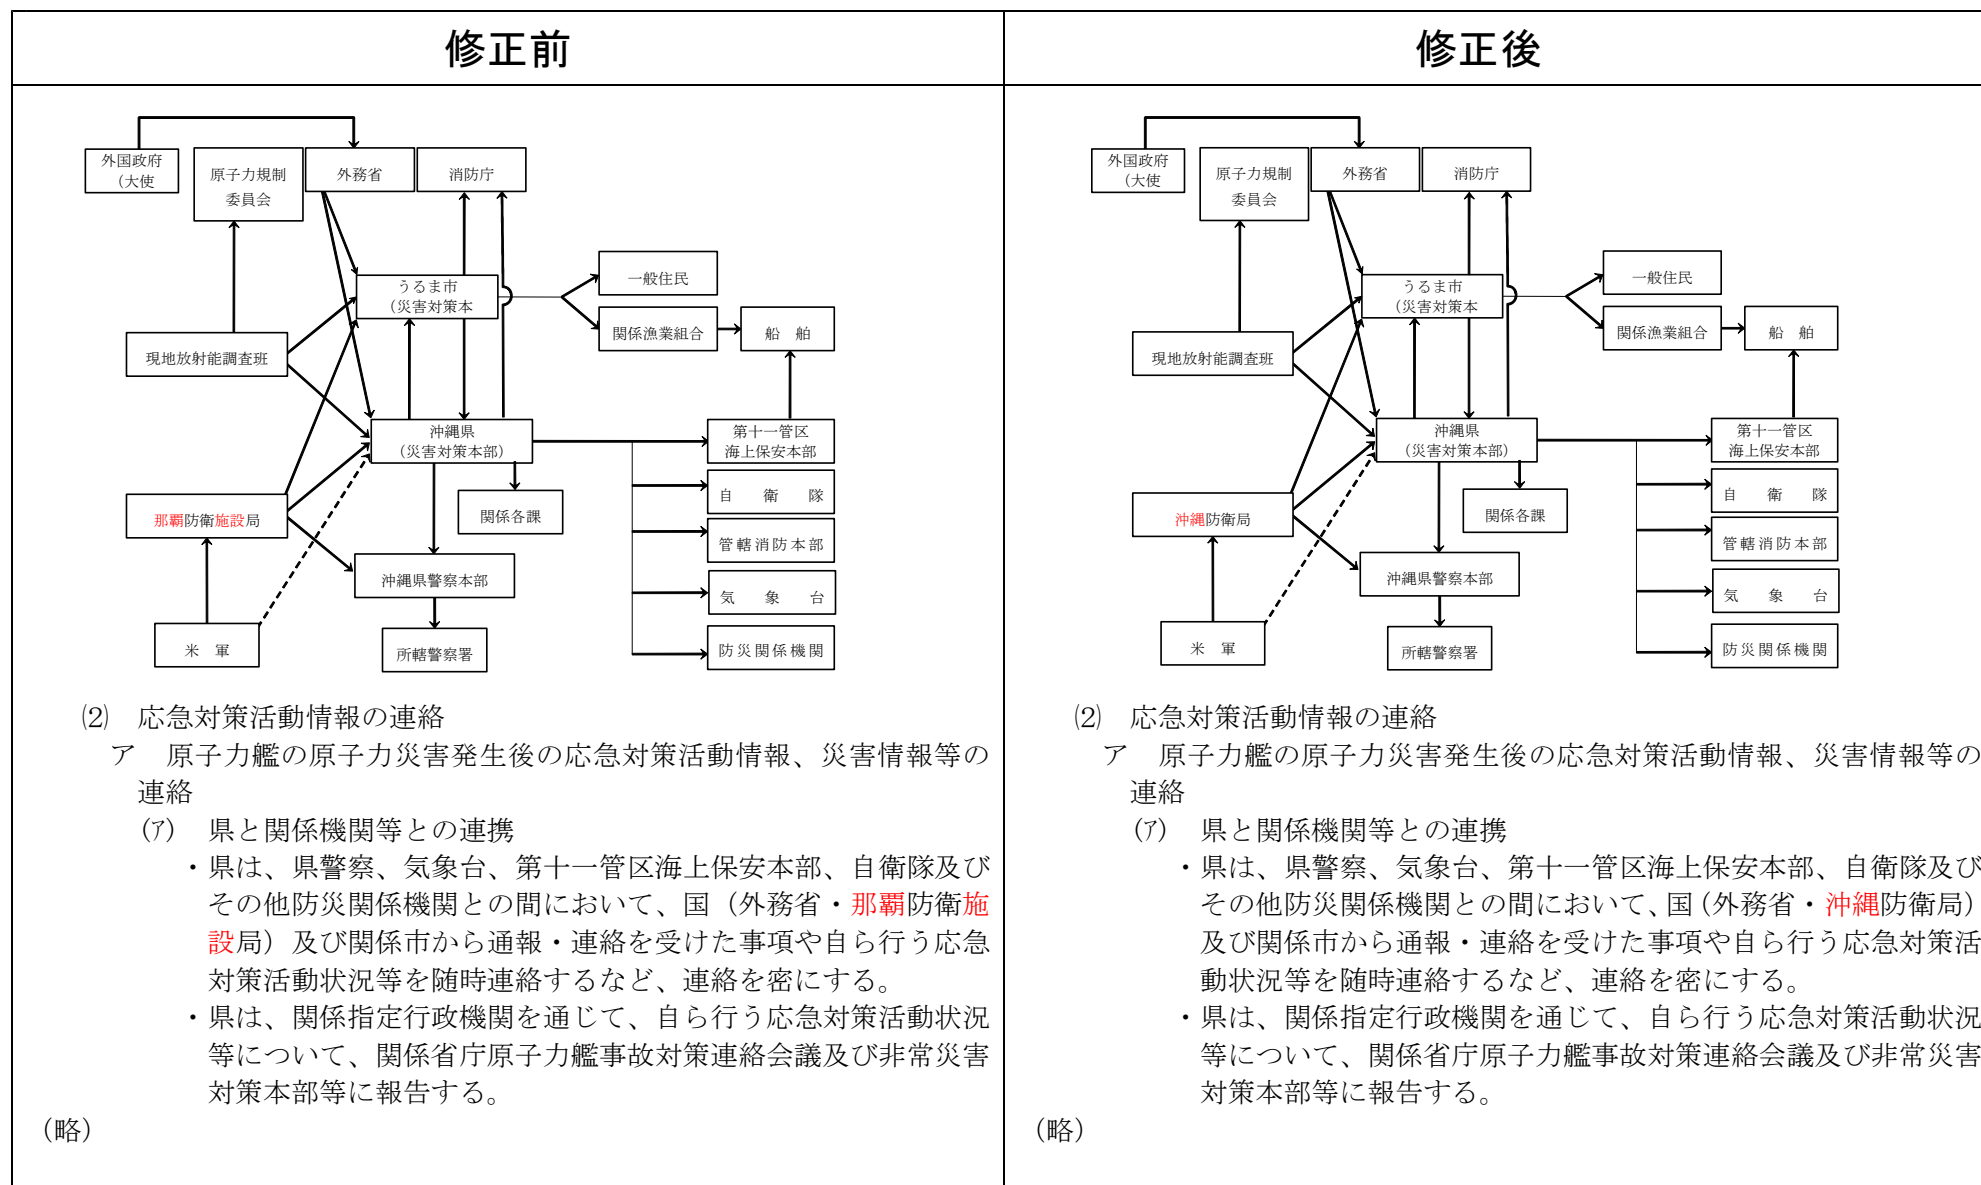 修正前
外国政府
(大使
原子力規制
委員会
外務省
消防庁
うるま市
(災害対策本
一般住民
関係漁業組合
船　舶
現地放射能調査班
沖縄県
(災害対策本部)
第十一管区
海上保安本部
自　衛　隊
関係各課
那覇防衛施設局
管轄消防本部
沖縄県警察本部
気　象　台
米　軍
所轄警察署
防災関係機関
⑵　応急対策活動情報の連絡
ア　原子力艦の原子力災害発生後の応急対策活動情報、災害情報等の
連絡
(ｱ)　県と関係機関等との連携
・県は、県警察、気象台、第十一管区海上保安本部、自衛隊及び
その他防災関係機関との間において、国（外務省・那覇防衛施
設局）及び関係市から通報・連絡を受けた事項や自ら行う応急
対策活動状況等を随時連絡するなど、連絡を密にする。
・県は、関係指定行政機関を通じて、自ら行う応急対策活動状況
等について、関係省庁原子力艦事故対策連絡会議及び非常災害
対策本部等に報告する。
（略）
修正後
外国政府
(大使
原子力規制
委員会
外務省
消防庁
うるま市
(災害対策本
一般住民
関係漁業組合
船　舶
現地放射能調査班
沖縄県
(災害対策本部)
第十一管区
海上保安本部
自　衛　隊
関係各課
沖縄防衛局
管轄消防本部
沖縄県警察本部
気　象　台
米　軍
所轄警察署
防災関係機関
⑵　応急対策活動情報の連絡
ア　原子力艦の原子力災害発生後の応急対策活動情報、災害情報等の
連絡
(ｱ)　県と関係機関等との連携
・県は、県警察、気象台、第十一管区海上保安本部、自衛隊及び
その他防災関係機関との間において、国（外務省・沖縄防衛局）
及び関係市から通報・連絡を受けた事項や自ら行う応急対策活
動状況等を随時連絡するなど、連絡を密にする。
・県は、関係指定行政機関を通じて、自ら行う応急対策活動状況
等について、関係省庁原子力艦事故対策連絡会議及び非常災害
対策本部等に報告する。
（略）